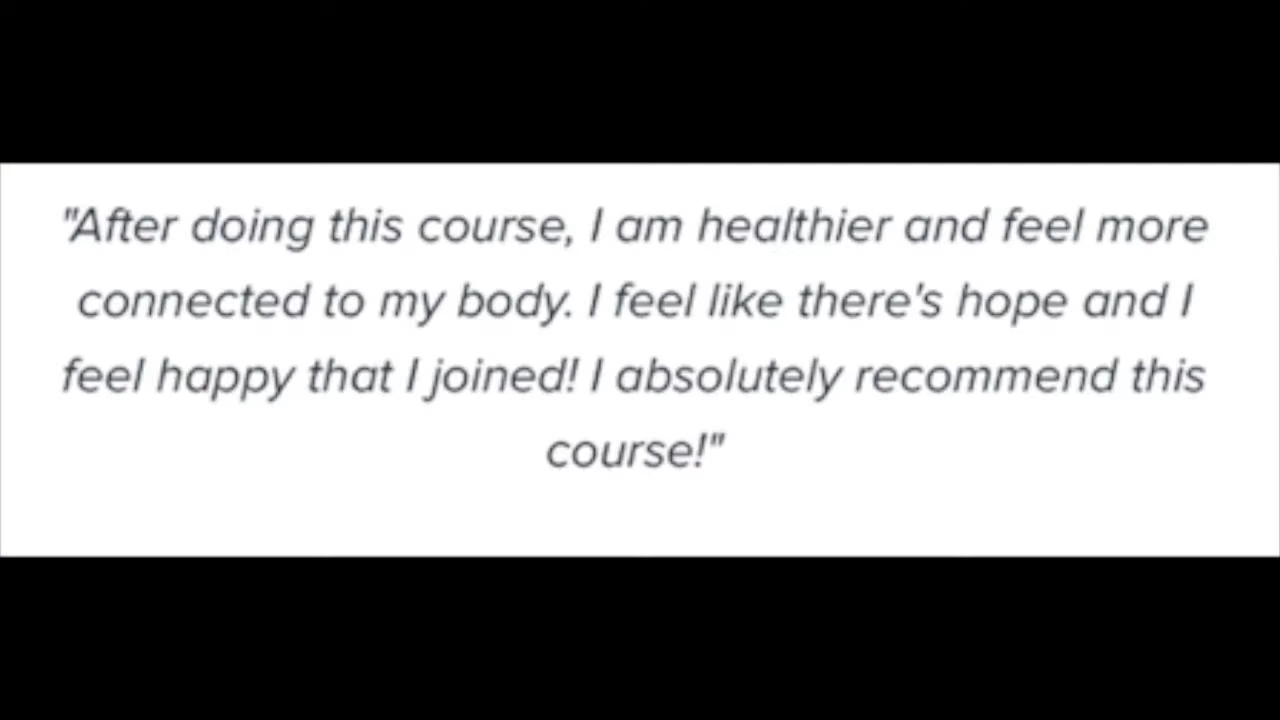 "After doing this course, I am healthier and feel more
connected to my body. I feel like there's hope and I
feel happy that I joined! I absolutely recommend this
course!"